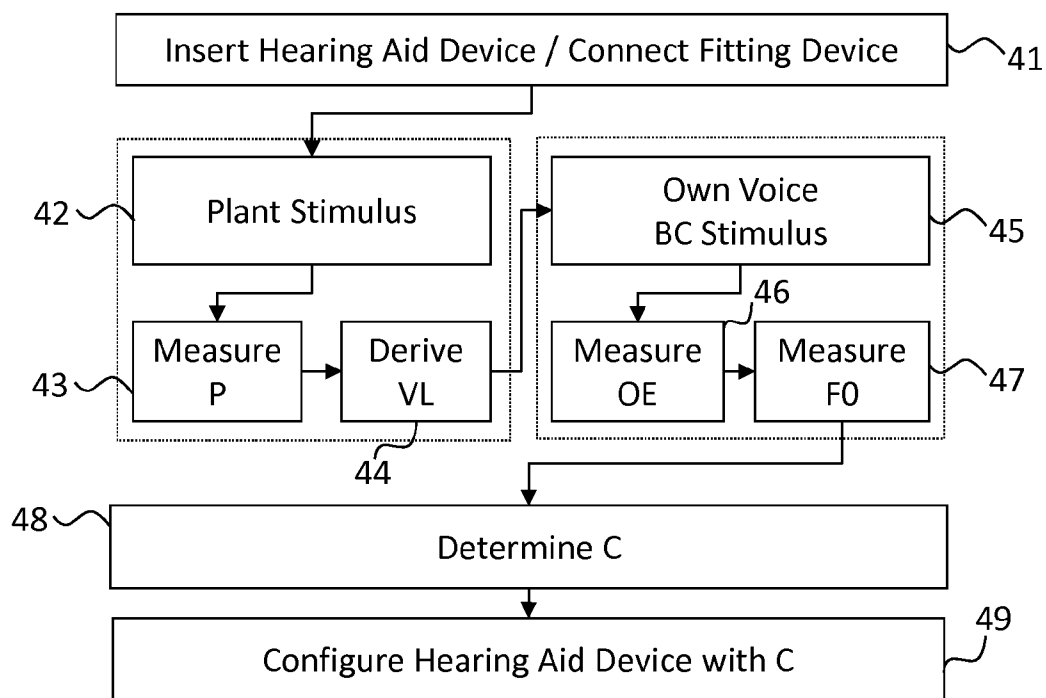 Insert Hearing Aid Device / Connect Fitting Device
41
Plant Stimulus
42
Own Voice
BC Stimulus
45
46
Measure
P
43
Derive
VL
44
Measure
OE
Measure
F0
47
48
Determine C
49
Configure Hearing Aid Device with C